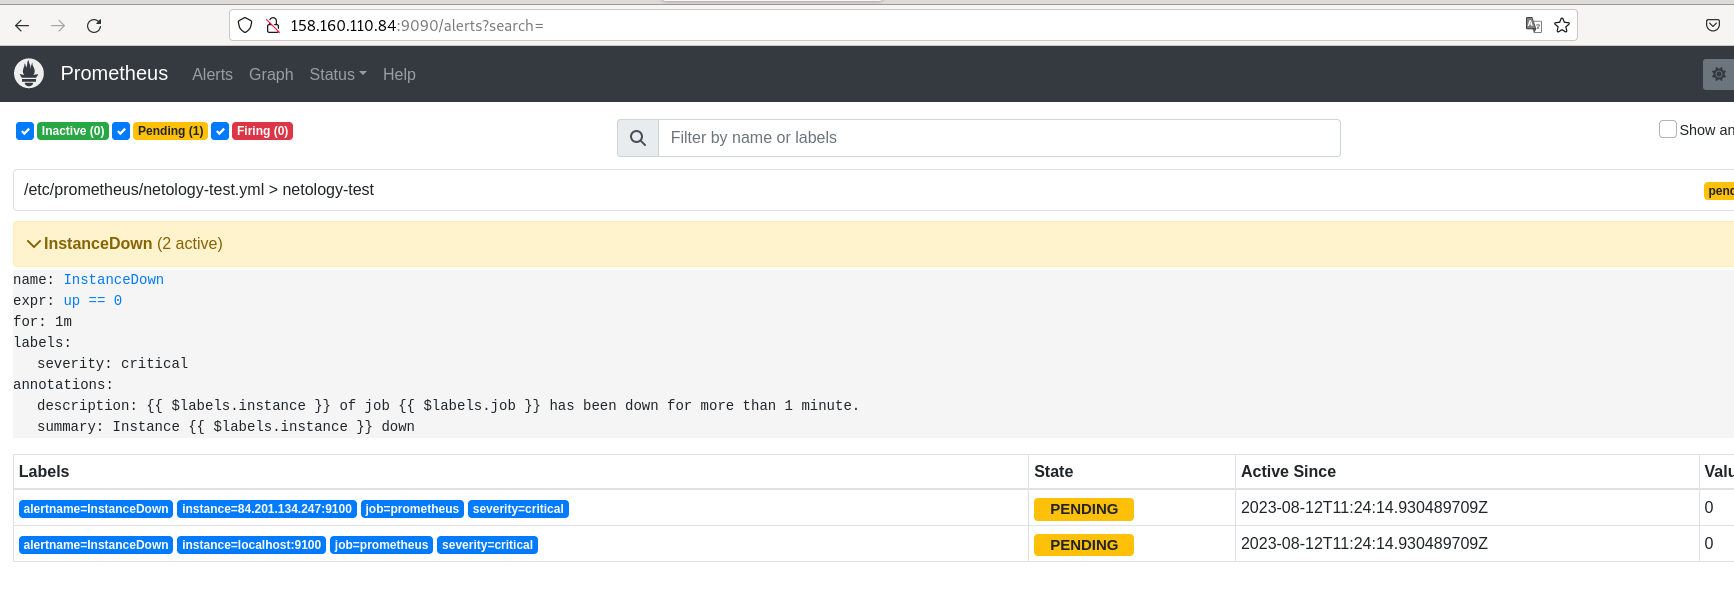 158.160.110.84:9090/alerts?search=
Prometheus Alerts Graph Status Help
Inactive (0) Pending (1) Firing (0) Filter by name or labels Show an
/etc/prometheus/netology-test.yml > netology-test pend
InstanceDown (2 active)
name: InstanceDown
expr: up == 0
for: 1m
labels:
severity: critical
annotations:
description: {{ $labels.instance }} of job {{ $labels.job }} has been down for more than 1 minute.
summary: Instance {{ $labels.instance }} down
Labels State Active Since Valu
alertname=InstanceDown instance=84.201.134.247:9100 job=prometheus severity=critical PENDING 2023-08-12T11:24:14.930489709Z 0
alertname=InstanceDown instance=localhost:9100 job=prometheus severity=critical PENDING 2023-08-12T11:24:14.930489709Z 0